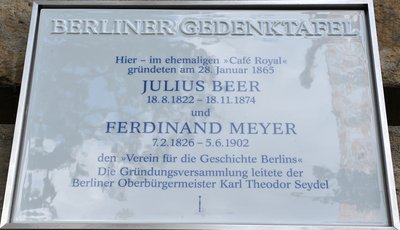 BERLINER GEDENKTAFEL
Hier – im ehemaligen »Café Royal«
gründeten am 28. Januar 1865
JULIUS BEER
18.8.1822 – 18.11.1874
und
FERDINAND MEYER
7.2.1826 – 5.6.1902
den »Verein für die Geschichte Berlins«
Die Gründungsversammlung leitete der
Berliner Oberbürgermeister Karl Theodor Seydel